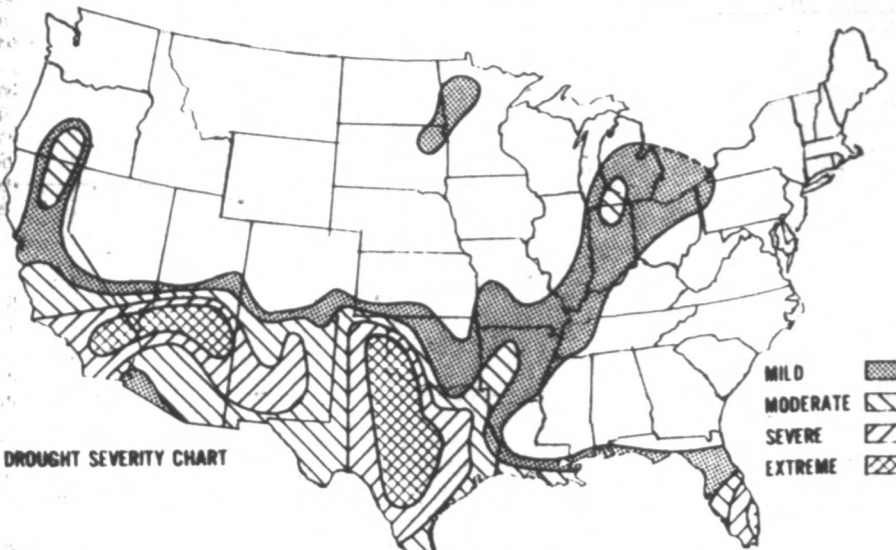 MILD
MODERATE
SEVERE
EXTREME
DROUGHT SEVERITY CHART